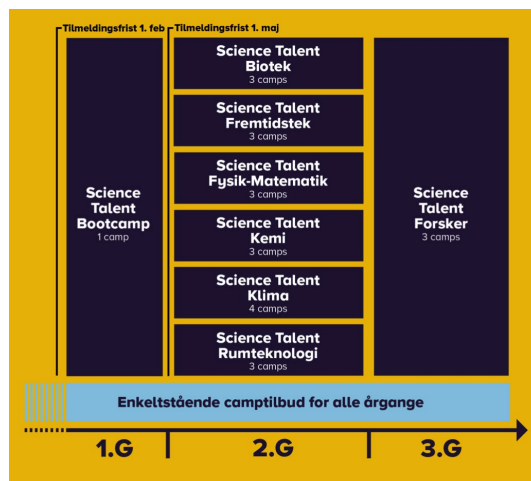 Tilmeldingsfrist 1. feb
Tilmeldingsfrist 1. maj
Science
Talent
Bootcamp
1 camp
Science Talent
Biotek
3 camps
Science Talent
Fremtidstek
3 camps
Science Talent
Fysik-Matematik
3 camps
Science Talent
Kemi
3 camps
Science Talent
Klima
4 camps
Science Talent
Rumteknologi
3 camps
Science
Talent
Forsker
3 camps
Enkeltstående camptilbud for alle årgange
1.G
2.G
3.G